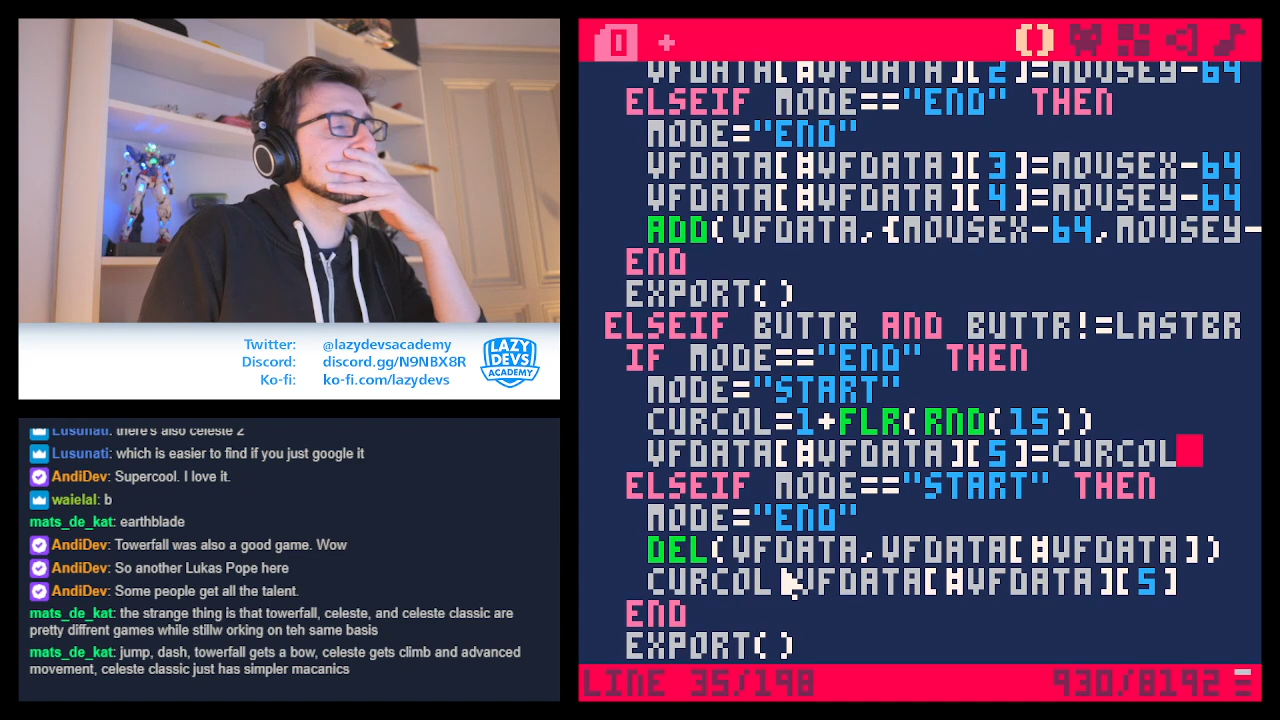 Twitter: @lazydevsacademy
Discord: discord.gg/N9NBX8R
Ko-fi: ko-fi.com/lazydevs
LAZY
DEVS
ACADEMY
Lusunati: there's also celeste 2
Lusunati: which is easier to find if you just google it
AndiDev: Supercool. I love it.
waielal: b
mats_de_kat: earthblade
AndiDev: Towerfall was also a good game. Wow
AndiDev: So another Lukas Pope here
AndiDev: Some people get all the talent.
mats_de_kat: the strange thing is that towerfall, celeste, and celeste classic are
pretty diffrent games while stillw orking on teh same basis
mats_de_kat: jump, dash, towerfall gets a bow, celeste gets climb and advanced
movement, celeste classic just has simpler macanics
0 +
VFDATA[#VFDATA][2]=MOUSEY-64
ELSEIF MODE=="END" THEN
MODE="END"
VFDATA[#VFDATA][3]=MOUSEX-64
VFDATA[#VFDATA][4]=MOUSEY-64
ADD(VFDATA,{MOUSEX-64,MOUSEY-
END
EXPORT()
ELSEIF BUTTR AND BUTTR!=LASTBR
IF MODE=="END" THEN
MODE="START"
CURCOL=1+FLR(RND(15))
VFDATA[#VFDATA][5]=CURCOL
ELSEIF MODE=="START" THEN
MODE="END"
DEL(VFDATA,VFDATA[#VFDATA])
CURCOL VFDATA[#VFDATA][5]
END
EXPORT()
LINE 35/198 930/8192